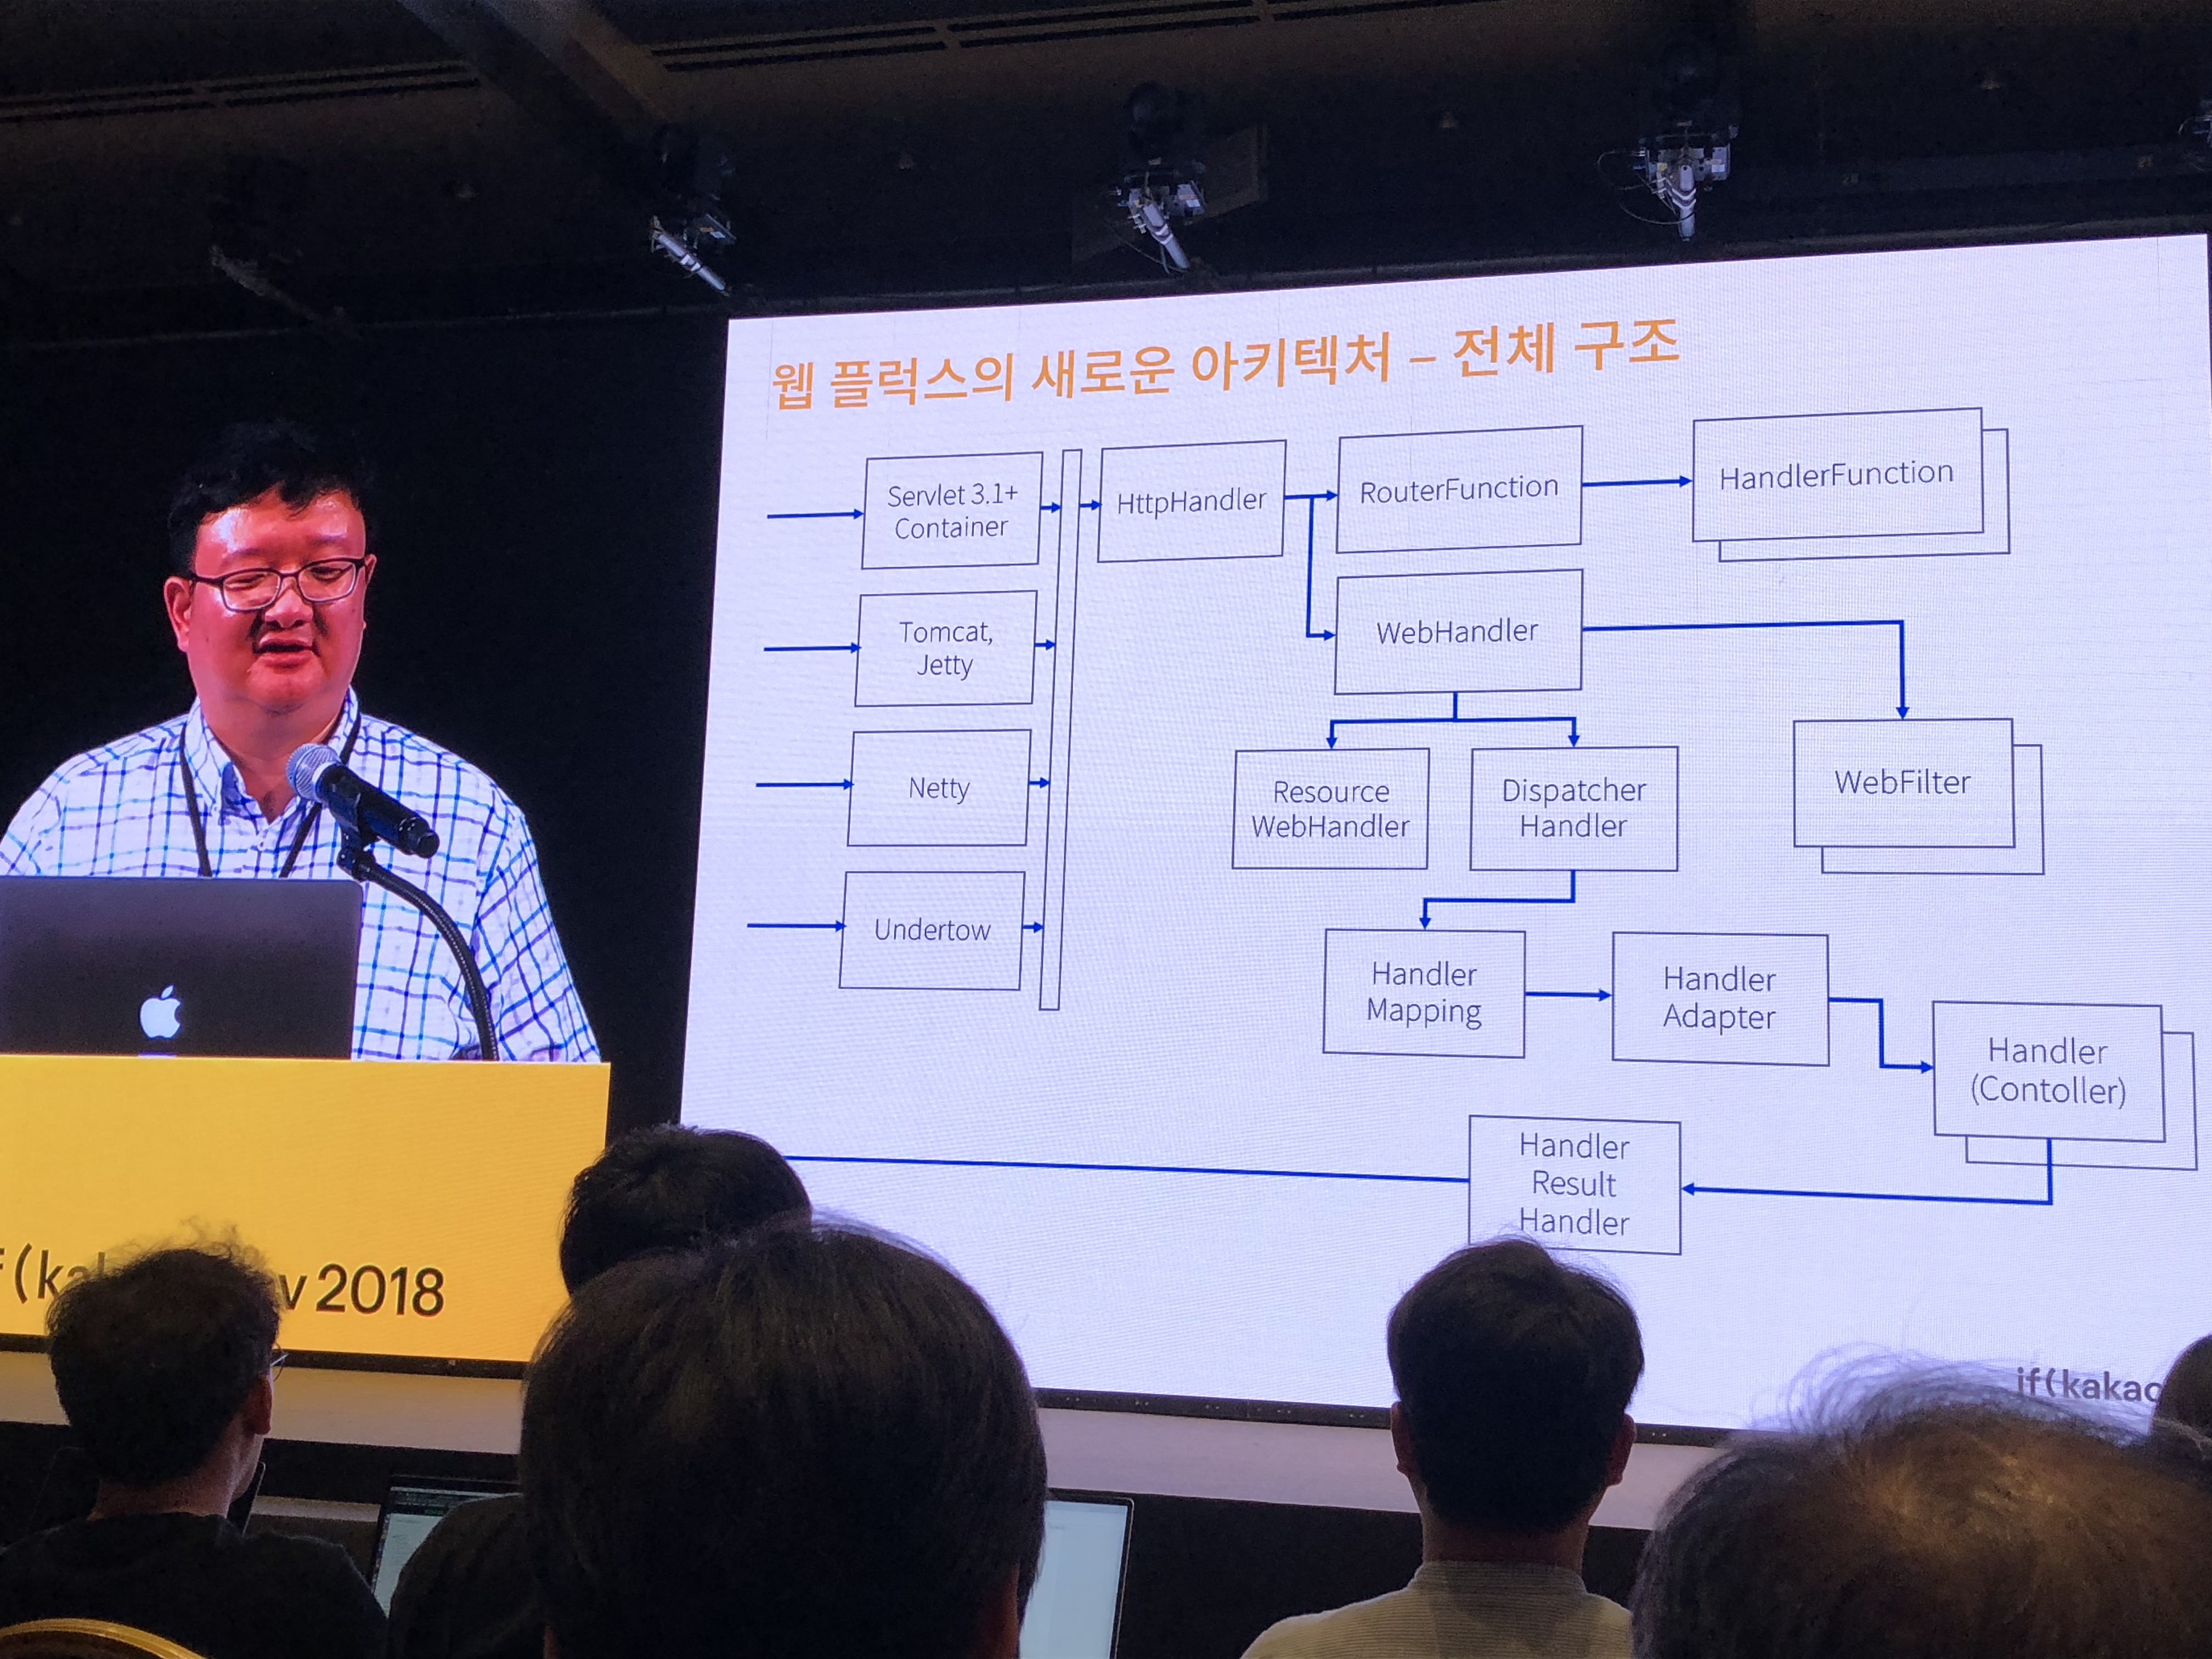 웹 플럭스의 새로운 아키텍처 – 전체 구조
Servlet 3.1+
Container
HttpHandler
RouterFunction
HandlerFunction
Tomcat,
Jetty
WebHandler
Netty
Resource
WebHandler
Dispatcher
Handler
WebFilter
Undertow
Handler
Mapping
Handler
Adapter
Handler
(Contoller)
Handler
Result
Handler
2018
if(kakao